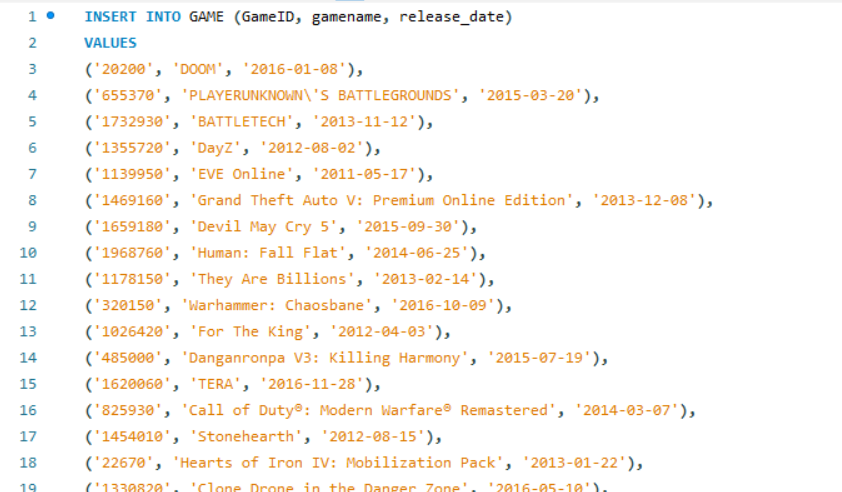 1 INSERT INTO GAME (GameID, gamename, release_date)
2 VALUES
3 ('20200', 'DOOM', '2016-01-08'),
4 ('655370', 'PLAYERUNKNOWN\'S BATTLEGROUNDS', '2015-03-20'),
5 ('1732930', 'BATTLETECH', '2013-11-12'),
6 ('1355720', 'DayZ', '2012-08-02'),
7 ('1139950', 'EVE Online', '2011-05-17'),
8 ('1469160', 'Grand Theft Auto V: Premium Online Edition', '2013-12-08'),
9 ('1659180', 'Devil May Cry 5', '2015-09-30'),
10 ('1968760', 'Human: Fall Flat', '2014-06-25'),
11 ('1178150', 'They Are Billions', '2013-02-14'),
12 ('320150', 'Warhammer: Chaosbane', '2016-10-09'),
13 ('1026420', 'For The King', '2012-04-03'),
14 ('485000', 'Danganronpa V3: Killing Harmony', '2015-07-19'),
15 ('1620060', 'TERA', '2016-11-28'),
16 ('825930', 'Call of Duty®: Modern Warfare® Remastered', '2014-03-07'),
17 ('1454010', 'Stonehearth', '2012-08-15'),
18 ('22670', 'Hearts of Iron IV: Mobilization Pack', '2013-01-22'),
19 ('1330820', 'Clone Drone in the Danger Zone', '2016-05-10'),